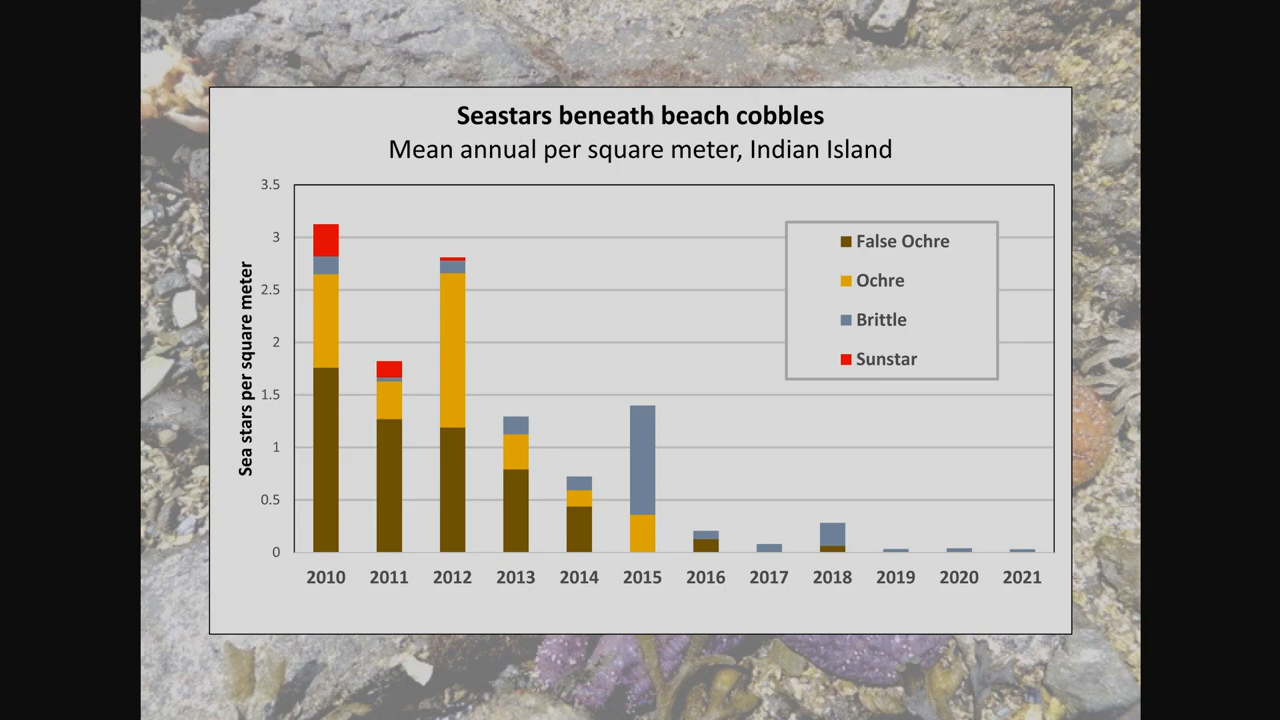 Seastars beneath beach cobbles
Mean annual per square meter, Indian Island
Sea stars per square meter
3.5
3
2.5
2
1.5
1
0.5
0
False Ochre
Ochre
Brittle
Sunstar
2010 2011 2012 2013 2014 2015 2016 2017 2018 2019 2020 2021